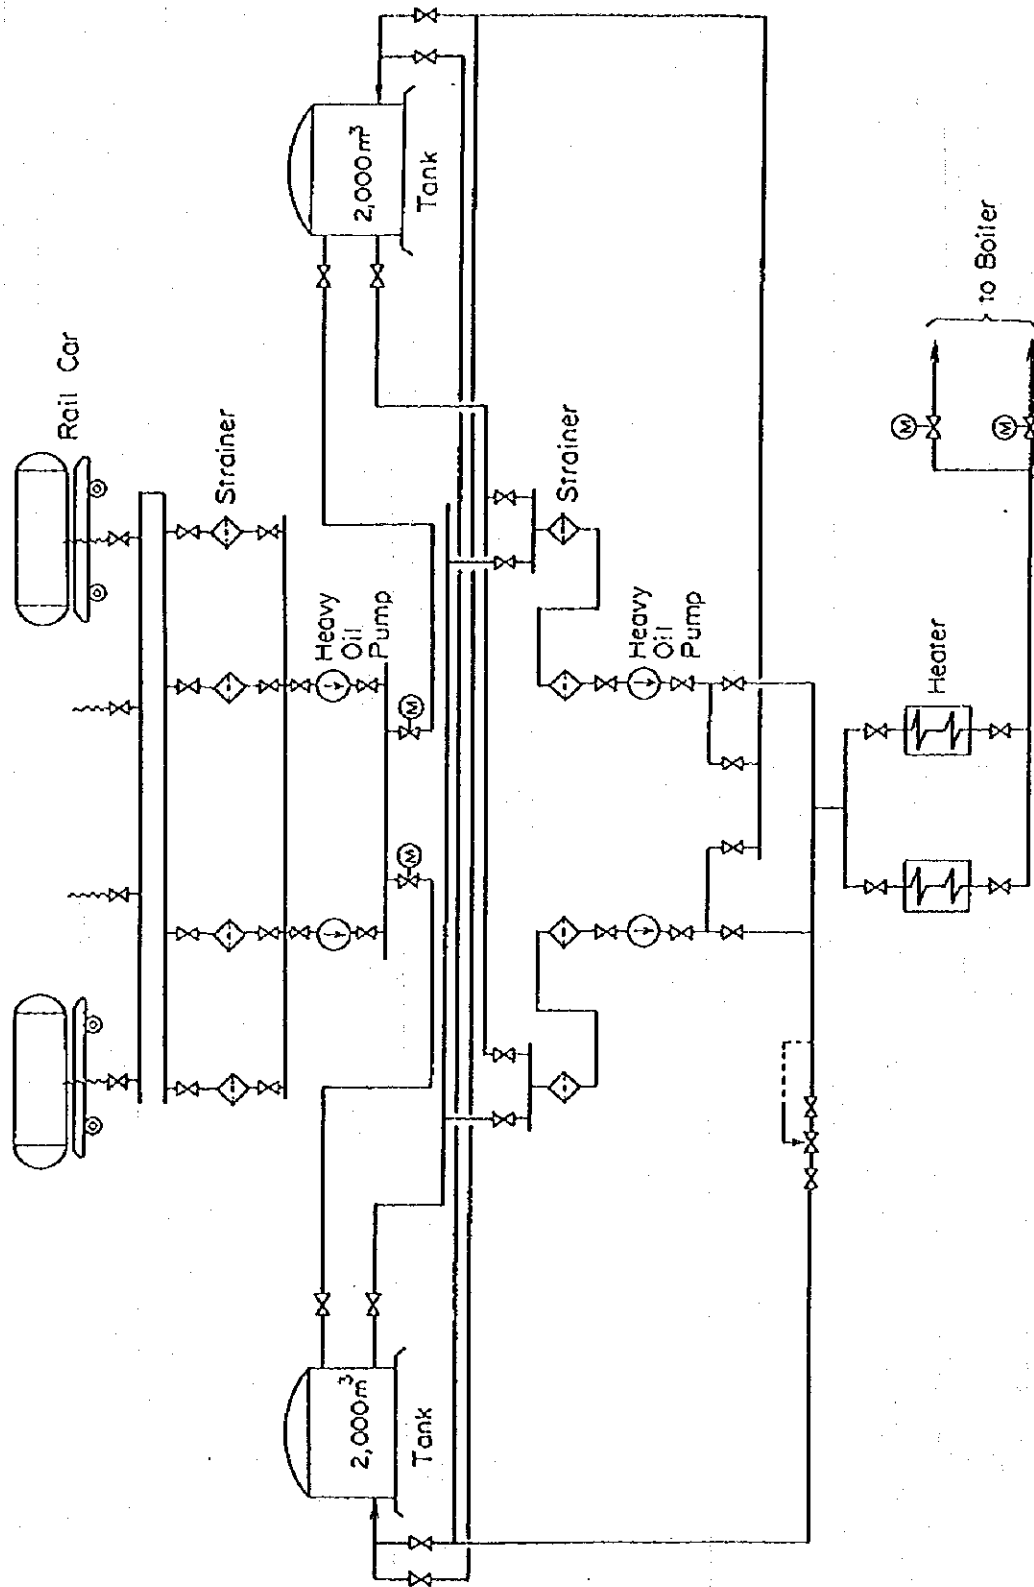 Rail Car
Strainer
Heavy
Oil
Pump
M
M
2,000m³
Tank
2,000m³
Tank
Strainer
Heavy
Oil
Pump
Heater
M
M
to Boiler